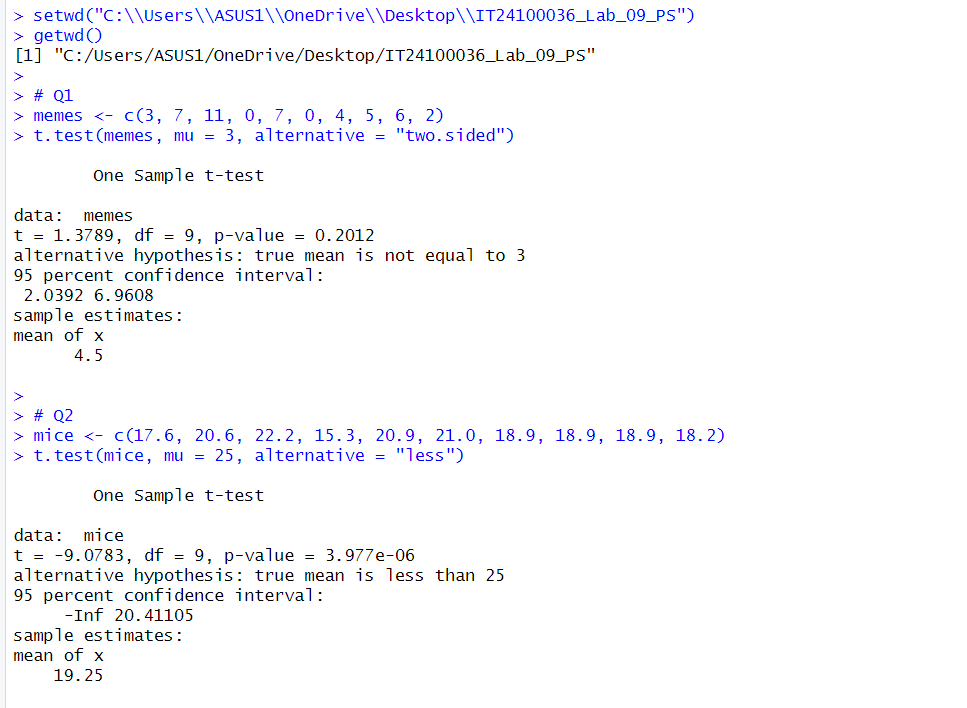 > setwd("C:\\Users\\ASUS1\\OneDrive\\Desktop\\IT24100036_Lab_09_PS")
> getwd()
[1] "C:/Users/ASUS1/OneDrive/Desktop/IT24100036_Lab_09_PS"
>
> # Q1
> memes <- c(3, 7, 11, 0, 7, 0, 4, 5, 6, 2)
> t.test(memes, mu = 3, alternative = "two.sided")
One Sample t-test
data:  memes
t = 1.3789, df = 9, p-value = 0.2012
alternative hypothesis: true mean is not equal to 3
95 percent confidence interval:
 2.0392 6.9608
sample estimates:
mean of x
      4.5
>
> # Q2
> mice <- c(17.6, 20.6, 22.2, 15.3, 20.9, 21.0, 18.9, 18.9, 18.9, 18.2)
> t.test(mice, mu = 25, alternative = "less")
One Sample t-test
data:  mice
t = -9.0783, df = 9, p-value = 3.977e-06
alternative hypothesis: true mean is less than 25
95 percent confidence interval:
     -Inf 20.41105
sample estimates:
mean of x
    19.25